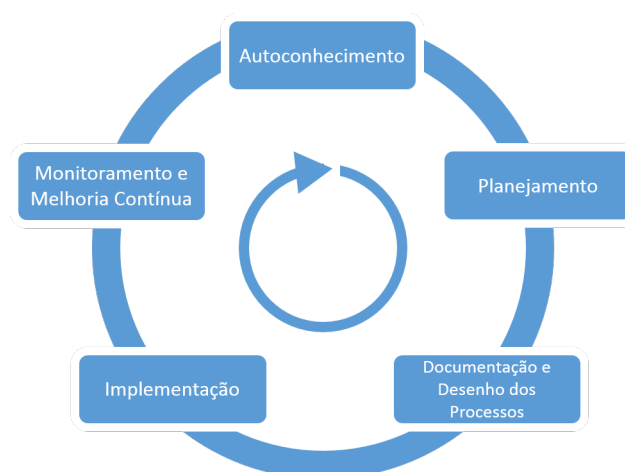 Autoconhecimento
Planejamento
Documentação e
Desenho dos
Processos
Implementação
Monitoramento e
Melhoria Contínua